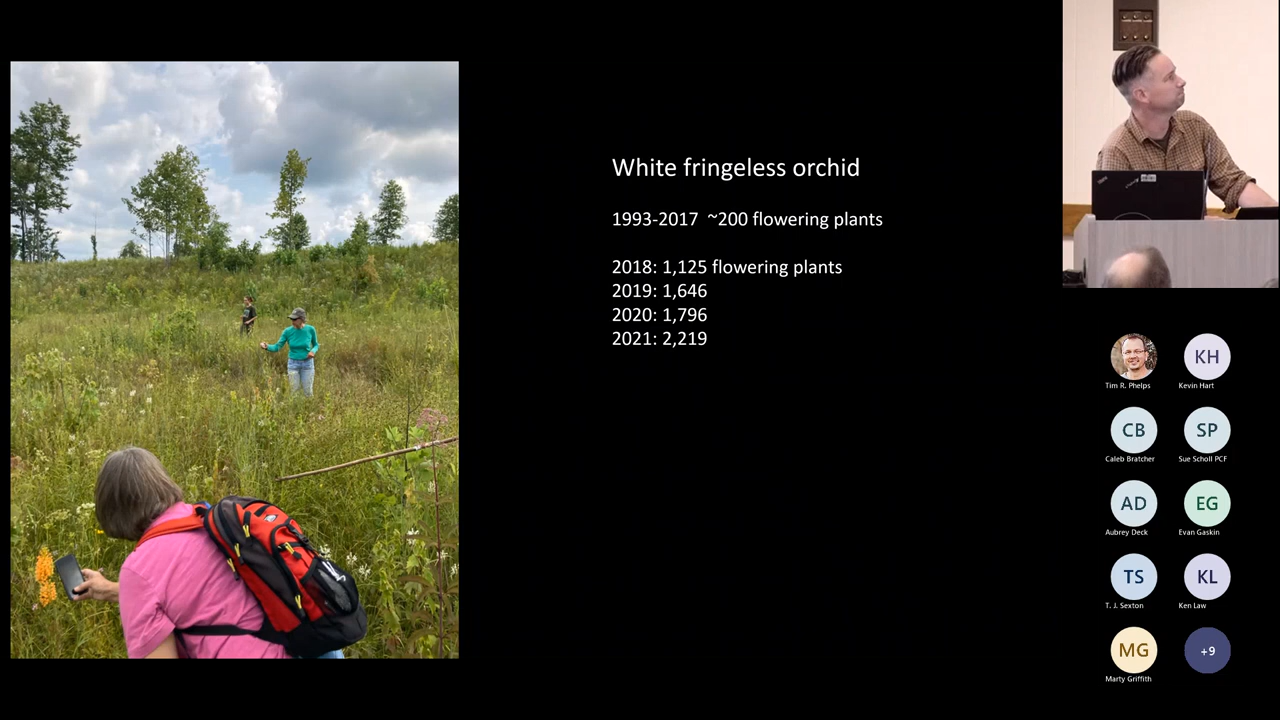 White fringeless orchid
1993-2017 ~200 flowering plants
2018: 1,125 flowering plants
2019: 1,646
2020: 1,796
2021: 2,219
Tim R. Phelps
KH
Kevin Hart
CB
Caleb Bratcher
SP
Sue Scholl PCF
AD
Aubrey Deck
EG
Evan Gaskin
TS
T. J. Sexton
KL
Ken Law
MG
Marty Griffith
+9